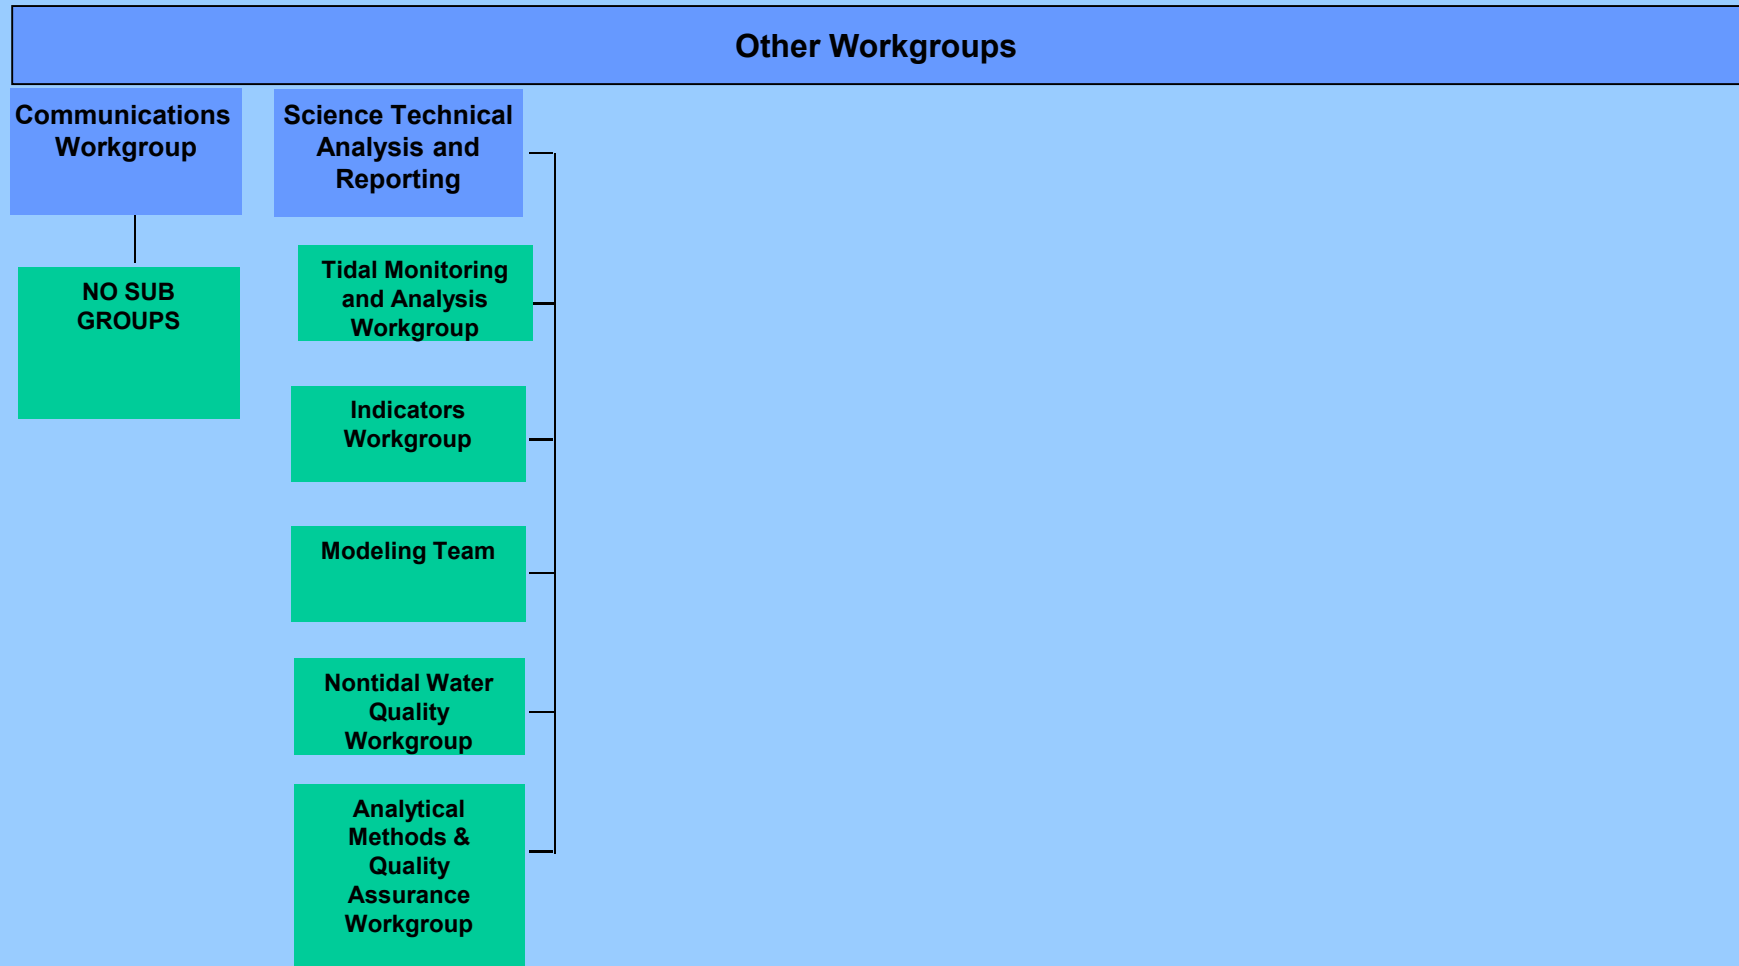 Other Workgroups
Communications
Workgroup
NO SUB
GROUPS
Science Technical
Analysis and
Reporting
Tidal Monitoring
and Analysis
Workgroup
Indicators
Workgroup
Modeling Team
Nontidal Water
Quality
Workgroup
Analytical
Methods &
Quality
Assurance
Workgroup